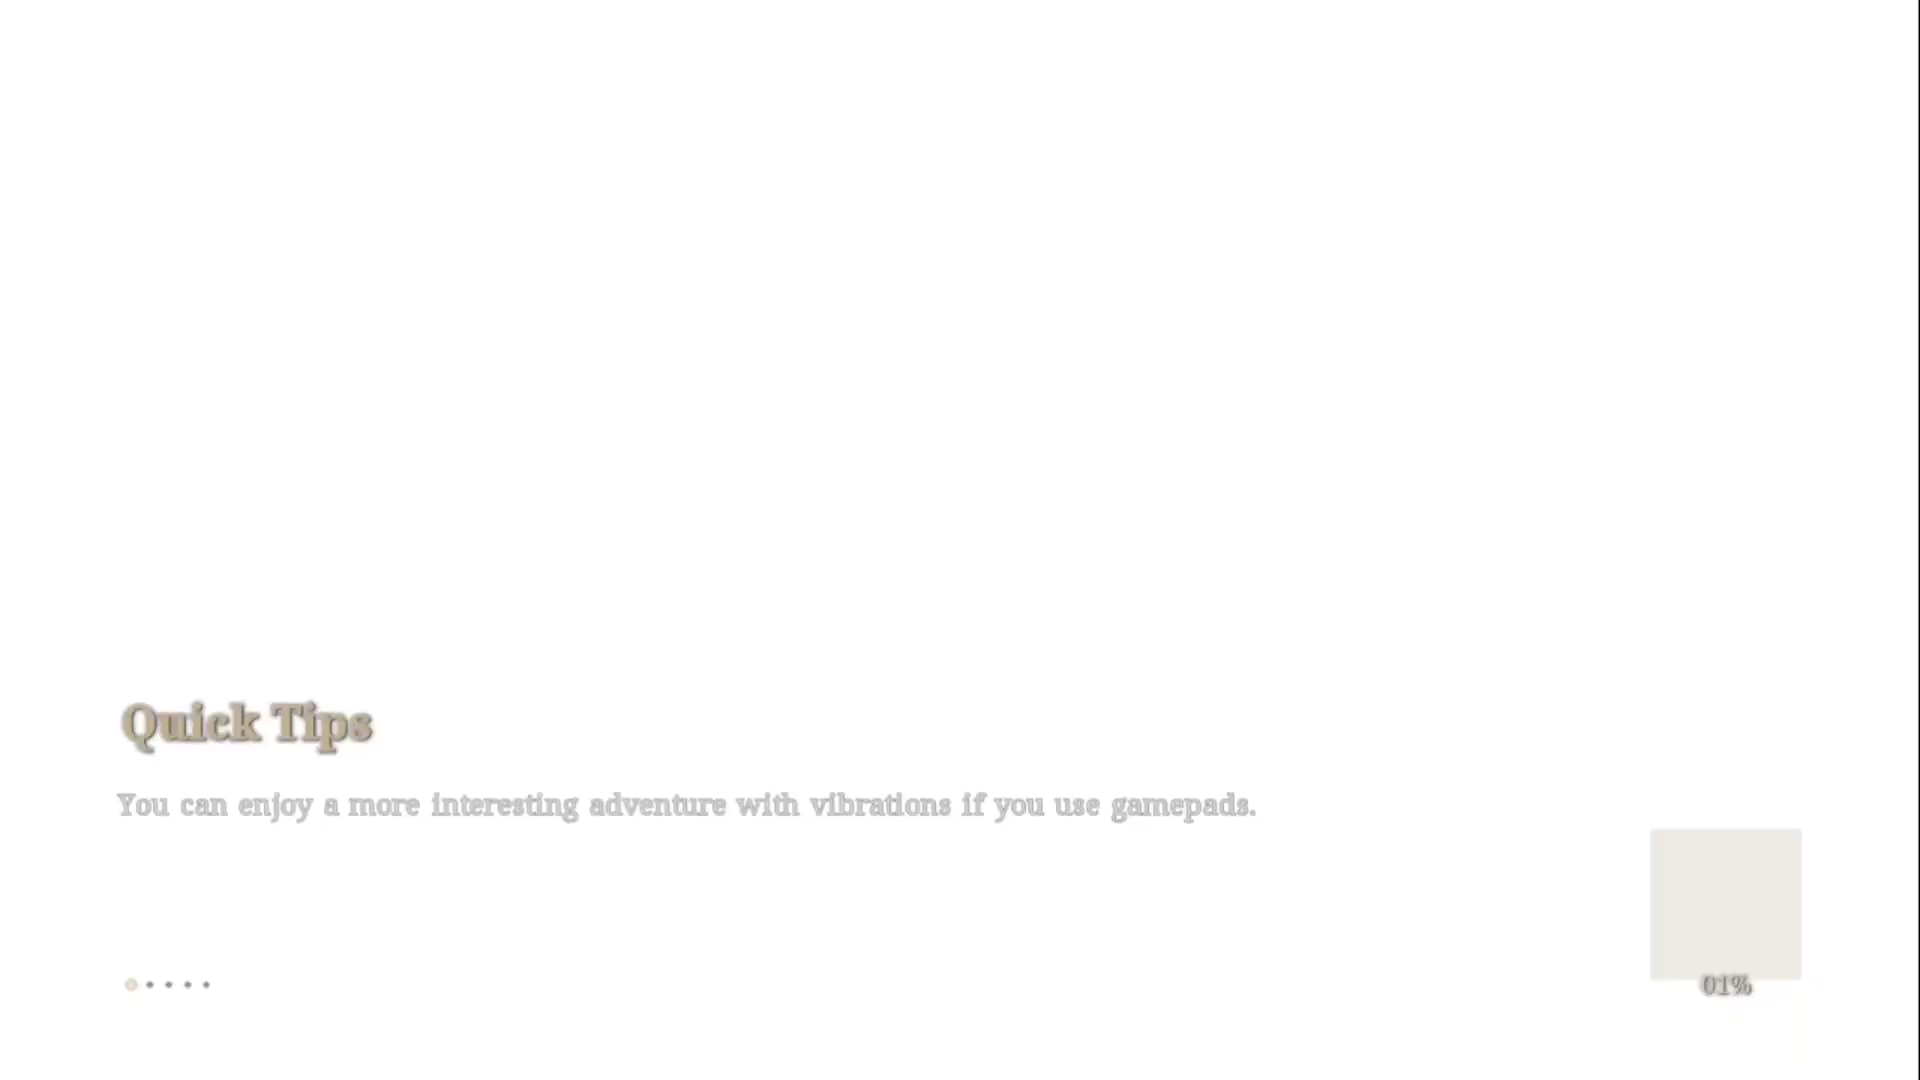 Quick Tips
You can enjoy a more interesting adventure with vibrations if you use gamepads.
01%